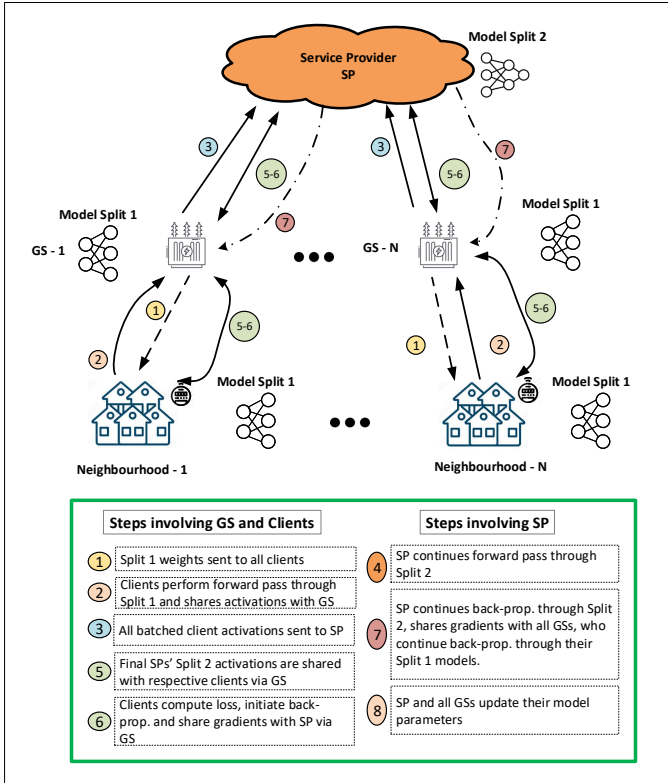 Model Split 2
Service Provider
SP
3
5-6
7
3
5-6
7
Model Split 1
GS - 1
GS - N
Model Split 1
1
2
5-6
1
2
5-6
Model Split 1
Model Split 1
Neighbourhood - 1
Neighbourhood - N
Steps involving GS and Clients
1 Split 1 weights sent to all clients
2 Clients perform forward pass through
Split 1 and shares activations with GS
3 All batched client activations sent to SP
5 Final SPs’ Split 2 activations are shared
with respective clients via GS
6 Clients compute loss, initiate back-
prop. and share gradients with SP via
GS
Steps involving SP
4 SP continues forward pass through
Split 2
7 SP continues back-prop. through Split
2, shares gradients with all GSs, who
continue back-prop. through their
Split 1 models.
8 SP and all GSs update their model
parameters